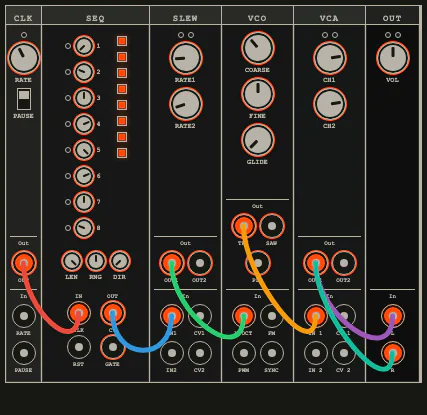 CLK
RATE
PAUSE
Out
In
RATE
PAUSE
SEQ
1
2
3
4
5
6
7
8
LEN RNG DIR
IN OUT
RST GATE
SLEW
RATE1
RATE2
Out
OUT2
In
CV1
IN2 CV2
VCO
COARSE
FINE
GLIDE
Out
SAW
In
FM
PWM SYNC
VCA
CH1
CH2
Out
OUT2
In
IN 2 CV 2
OUT
VOL
In
R